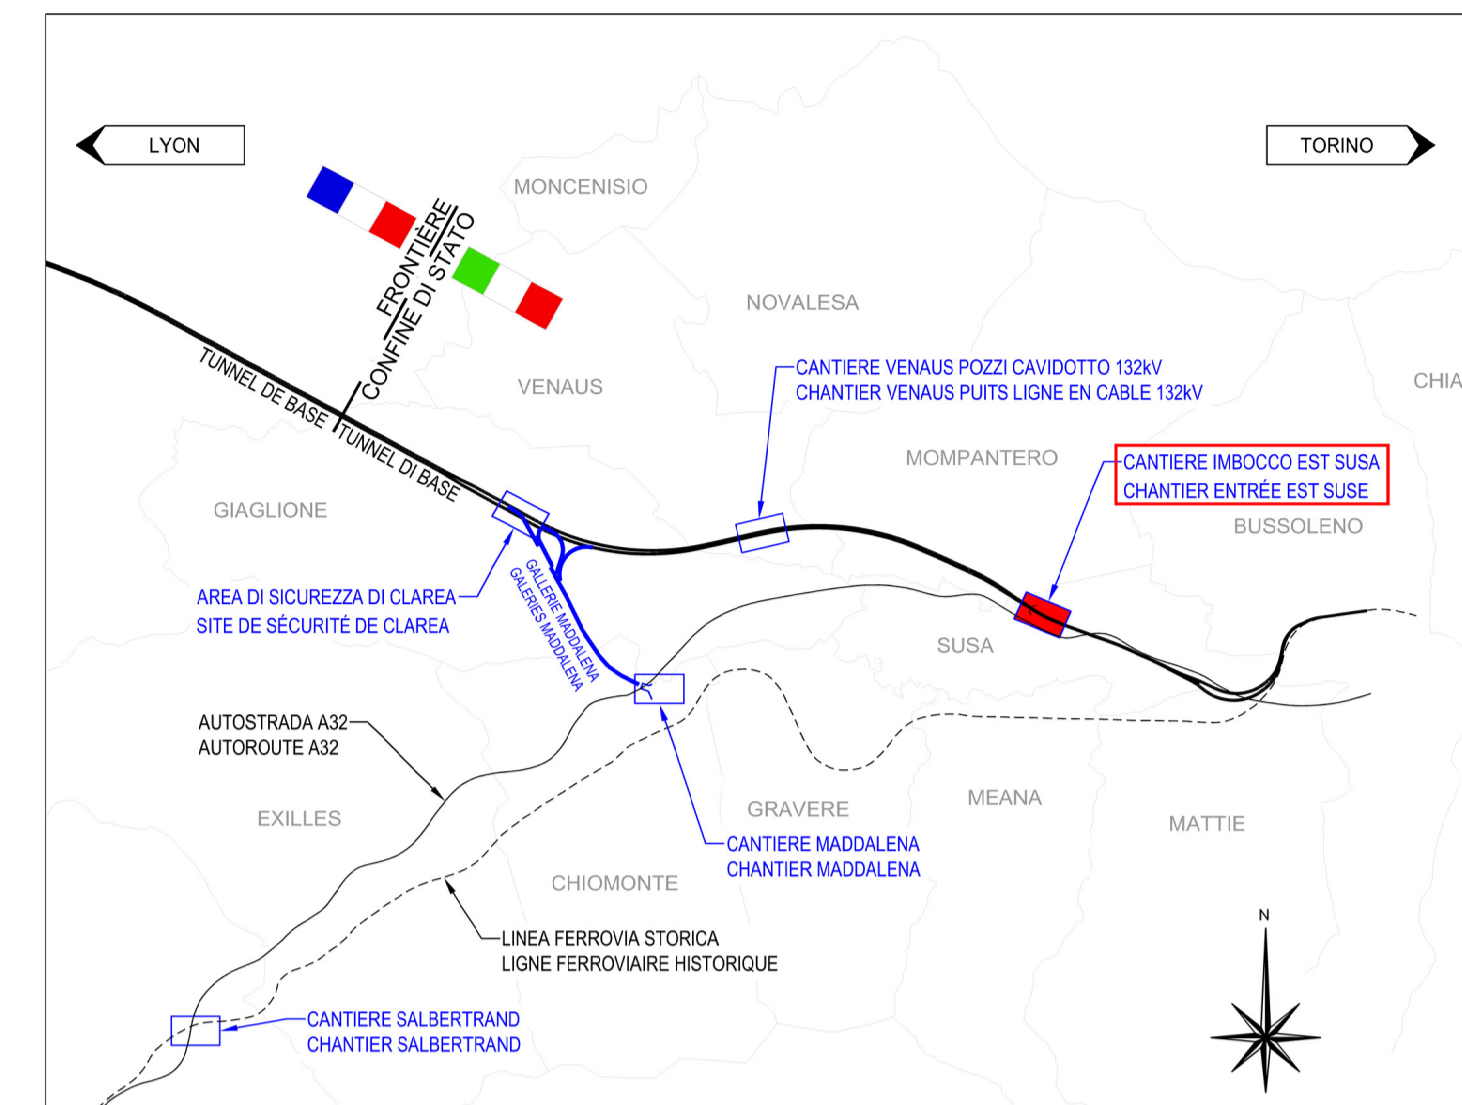 LYON
TORINO
MONCENISIO
FRONTIÈRE
CONFINE DI STATO
NOVALESA
TUNNEL DE BASE
TUNNEL DI BASE
VENAUS
CANTIERE VENAUS POZZI CAVIDOTTO 132kV
CHANTIER VENAUS PUITS LIGNE EN CABLE 132kV
CHIA
MOMPANTERO
CANTIERE IMBOCCO EST SUSA
CHANTIER ENTRÉE EST SUSE
GIAGLIONE
BUSSOLENO
AREA DI SICUREZZA DI CLAREA
SITE DE SÉCURITÉ DE CLAREA
GALLERIE MADDALENA
GALERIES MADDALENA
SUSA
AUTOSTRADA A32
AUTOROUTE A32
EXILLES
GRAVERE
MEANA
MATTIE
CANTIERE MADDALENA
CHANTIER MADDALENA
CHIOMONTE
N
LINEA FERROVIA STORICA
LIGNE FERROVIAIRE HISTORIQUE
CANTIERE SALBERTRAND
CHANTIER SALBERTRAND